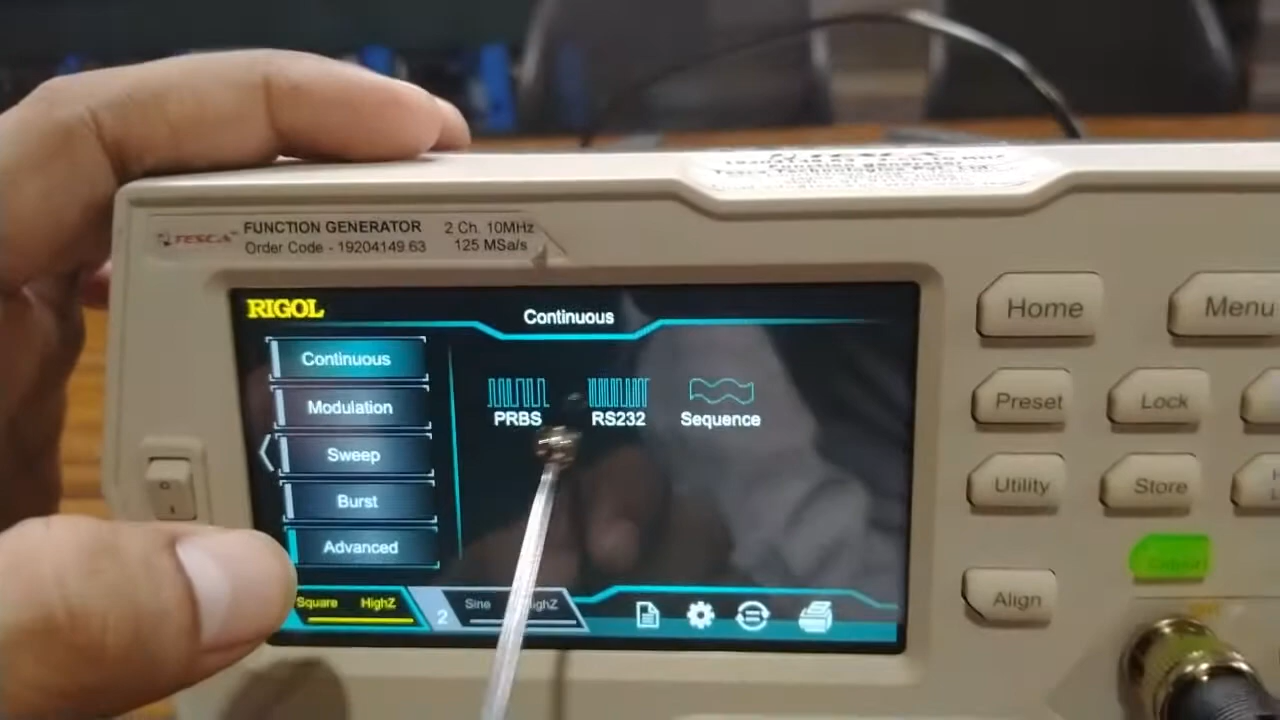 TESCA
FUNCTION GENERATOR
Order Code - 19204149.63
2 Ch. 10MHz
125 MSa/s
RIGOL
Continuous
Continuous
Modulation
Sweep
Burst
Advanced
PRBS
RS232
Sequence
Square HighZ
2 Sine
Home
Menu
Preset
Lock
Utility
Store
Align